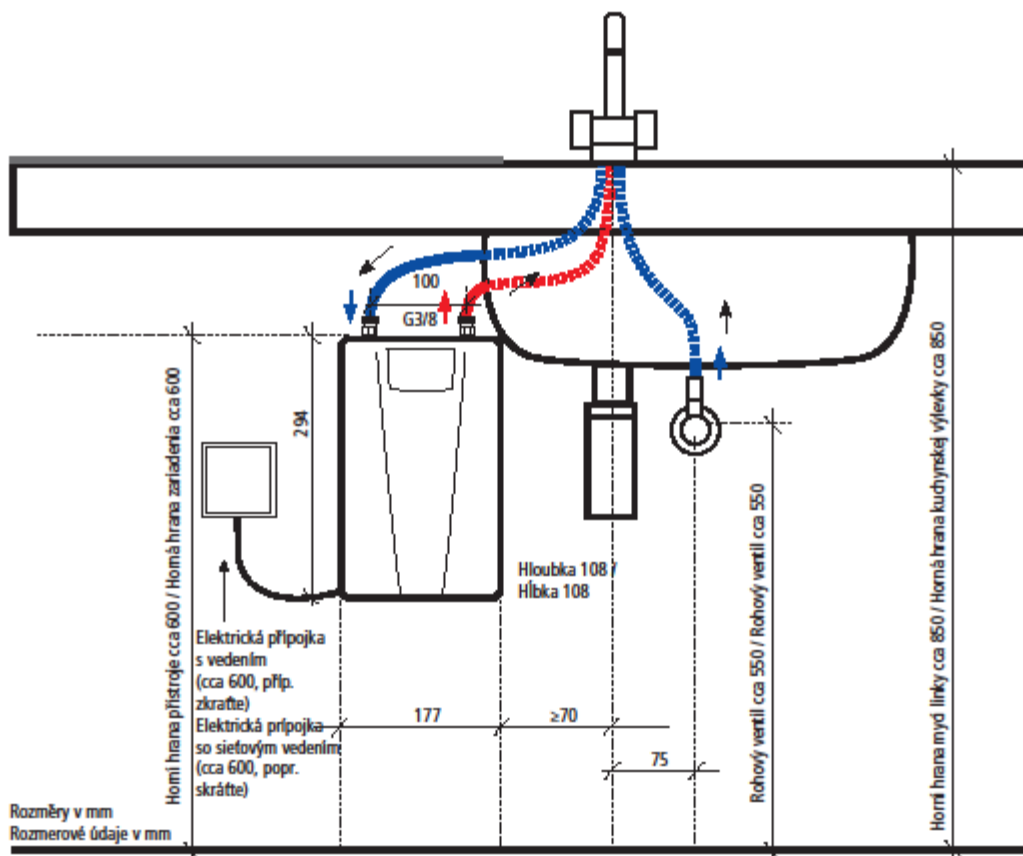 100
G3/8
294
Horní hrana přístroje cca 600 / Horná hrana zariadenia cca 600
Hloubka 108 /
Hĺbka 108
Elektrická přípojka
s vedením
(cca 600, příp.
zkraťte)
Elektrická prípojka
so sieťovým vedením
(cca 600, popr.
skráťte)
177
≥70
75
Rohový ventil cca 550 / Rohový ventil cca 550
Horní hrana mycí linky cca 850 / Horná hrana kuchynskej výlevky cca 850
Rozměry v mm
Rozmerové údaje v mm